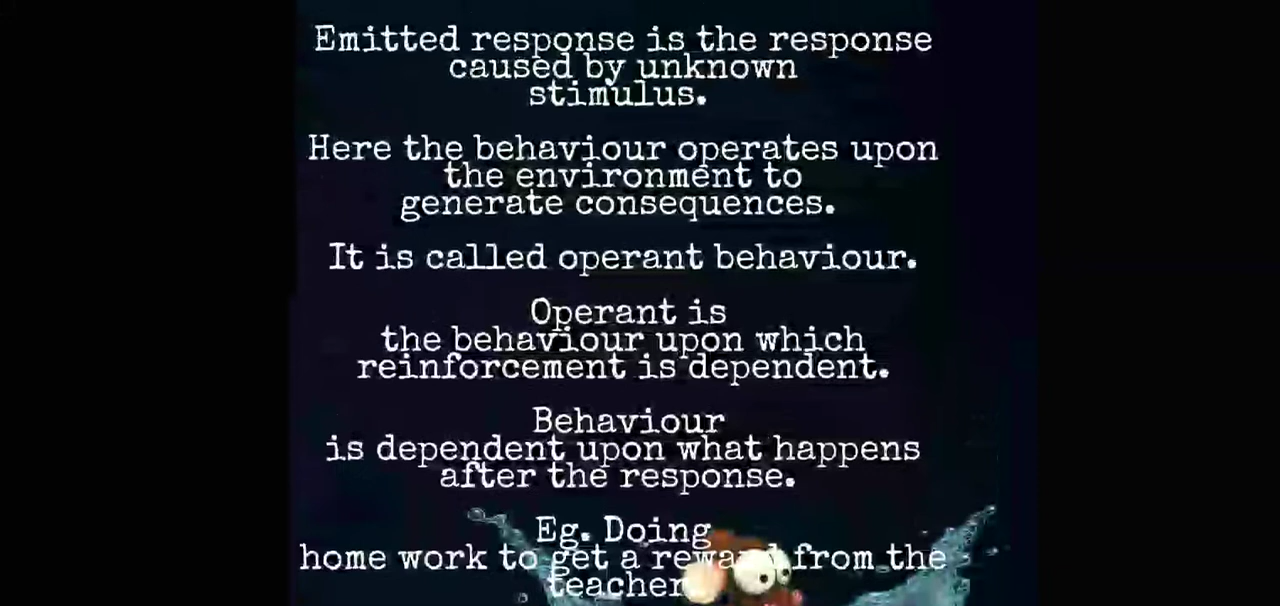 Emitted response is the response
caused by unknown
stimulus.
Here the behaviour operates upon
the environment to
generate consequences.
It is called operant behaviour.
Operant is
the behaviour upon which
reinforcement is dependent.
Behaviour
is dependent upon what happens
after the response.
Eg. Doing
home work to get a reward from the
teacher